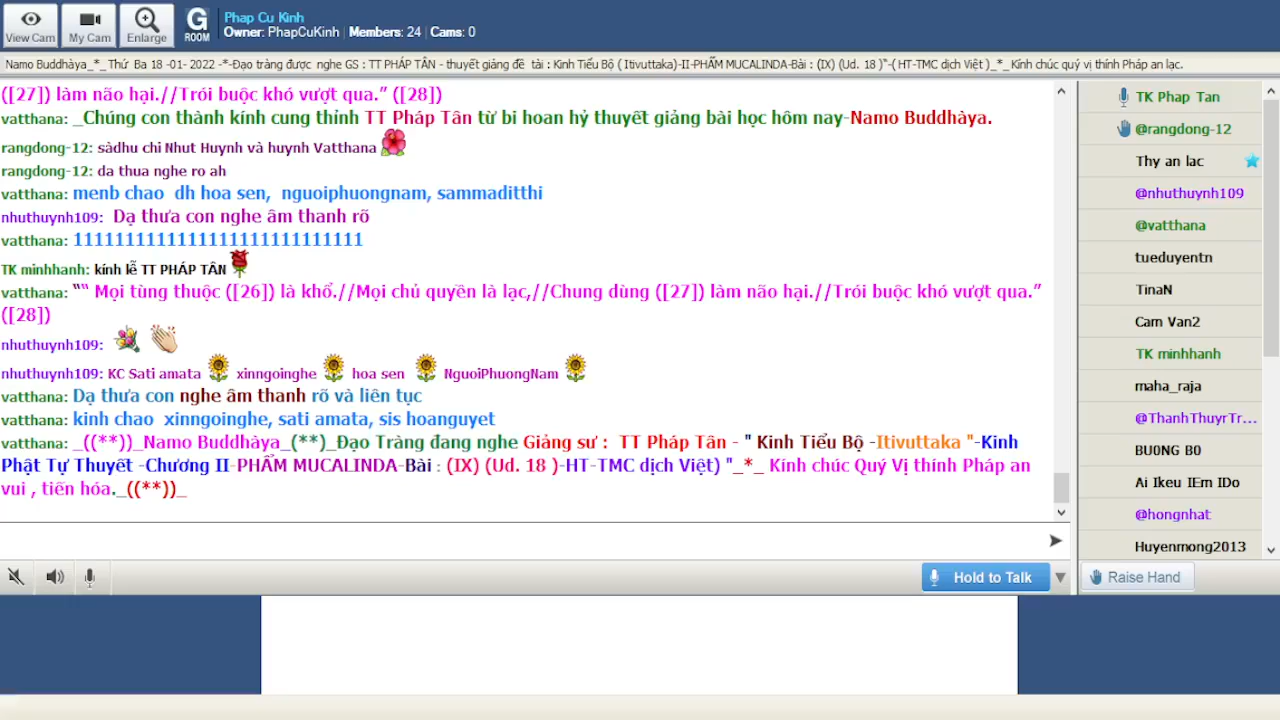 View Cam
My Cam
Enlarge
G
ROOM
Phap Cu Kinh
Owner: PhapCuKinh | Members: 24 | Cams: 0
Namo Buddhàya_*_Thứ Ba 18 -01- 2022 -*-Đạo tràng được nghe GS : TT PHÁP TÂN - thuyết giảng đề tài : Kinh Tiểu Bộ ( Itivuttaka)-II-PHẨM MUCALINDA-Bài : (IX) (Ud. 18 )"-( HT-TMC dịch Việt )_*_ Kính chúc quý vị thính Pháp an lạc.
([27]) làm não hại.//Trói buộc khó vượt qua.” ([28])
vatthana: _Chúng con thành kính cung thỉnh TT Pháp Tân từ bi hoan hỷ thuyết giảng bài học hôm nay-Namo Buddhàya.
rangdong-12: sàdhu chi Nhut Huynh và huynh Vatthana
rangdong-12: da thua nghe ro ah
vatthana: menb chao dh hoa sen, nguoiphuongnam, sammaditthi
nhuthuynh109: Dạ thưa con nghe âm thanh rõ
vatthana: 1111111111111111111111111111
TK minhhanh: kính lễ TT PHÁP TÂN
vatthana: “‟ Mọi tùng thuộc ([26]) là khổ.//Mọi chủ quyền là lạc,//Chung dùng ([27]) làm não hại.//Trói buộc khó vượt qua.”
([28])
nhuthuynh109:
nhuthuynh109: KC Sati amata xinngoinghe hoa sen NguoiPhuongNam
vatthana: Dạ thưa con nghe âm thanh rõ và liên tục
vatthana: kinh chao xinngoinghe, sati amata, sis hoanguyet
vatthana: _((**))_Namo Buddhàya_(**)_Đạo Tràng đang nghe Giảng sư : TT Pháp Tân - " Kinh Tiểu Bộ -Itivuttaka "-Kinh
Phật Tự Thuyết -Chương II-PHẨM MUCALINDA-Bài : (IX) (Ud. 18 )-HT-TMC dịch Việt) "_*_ Kính chúc Quý Vị thính Pháp an
vui , tiến hóa._((**))_
TK Phap Tan
@rangdong-12
Thy an lac
@nhuthuynh109
@vatthana
tueduyentn
TinaN
Cam Van2
TK minhhanh
maha_raja
@ThanhThuyrTr...
BU0NG B0
Ai Ikeu IEm IDo
@hongnhat
Huyenmong2013
Hold to Talk
Raise Hand